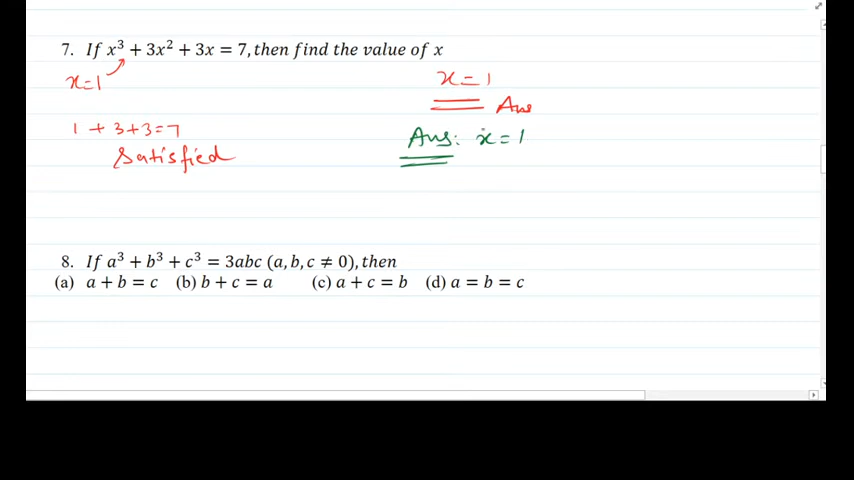 7. If x³ + 3x² + 3x = 7, then find the value of x
x=1
x=1
Ans
1 + 3+3=7
Ans: x=1
Satisfied
8. If a³ + b³ + c³ = 3abc (a, b, c ≠ 0), then
(a) a + b = c (b) b + c = a (c) a + c = b (d) a = b = c